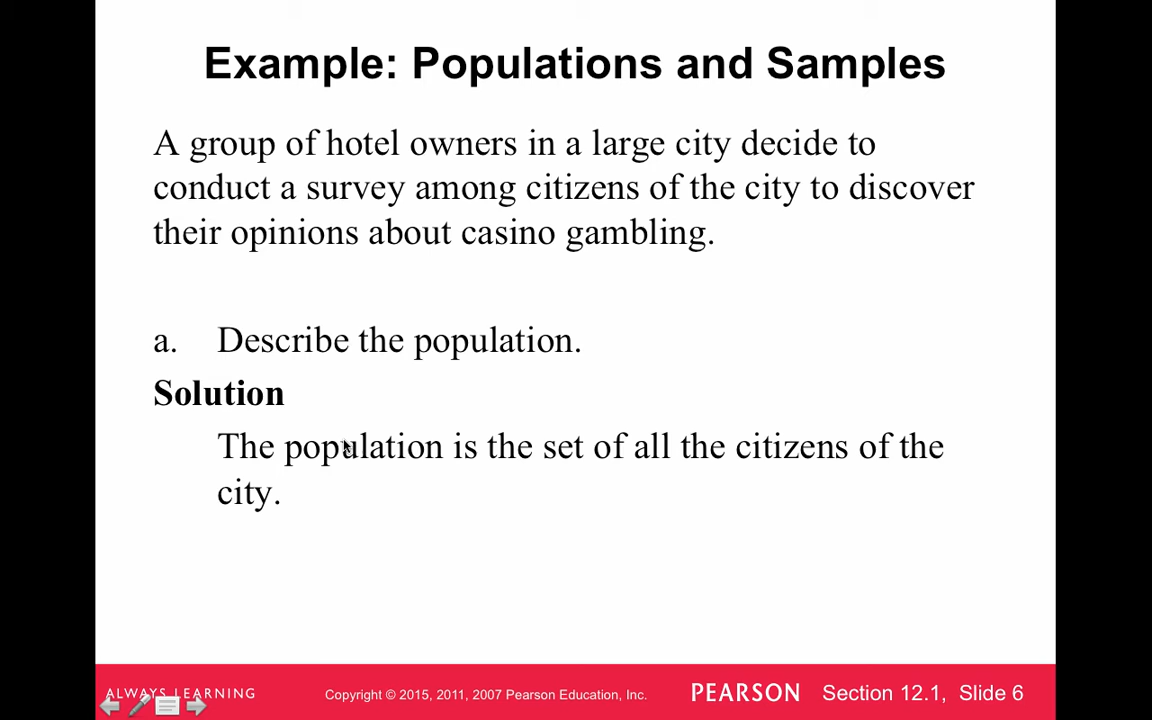 Example: Populations and Samples
A group of hotel owners in a large city decide to
conduct a survey among citizens of the city to discover
their opinions about casino gambling.
a. Describe the population.
Solution
The population is the set of all the citizens of the
city.
ALWAYS LEARNING Copyright © 2015, 2011, 2007 Pearson Education, Inc. PEARSON Section 12.1, Slide 6